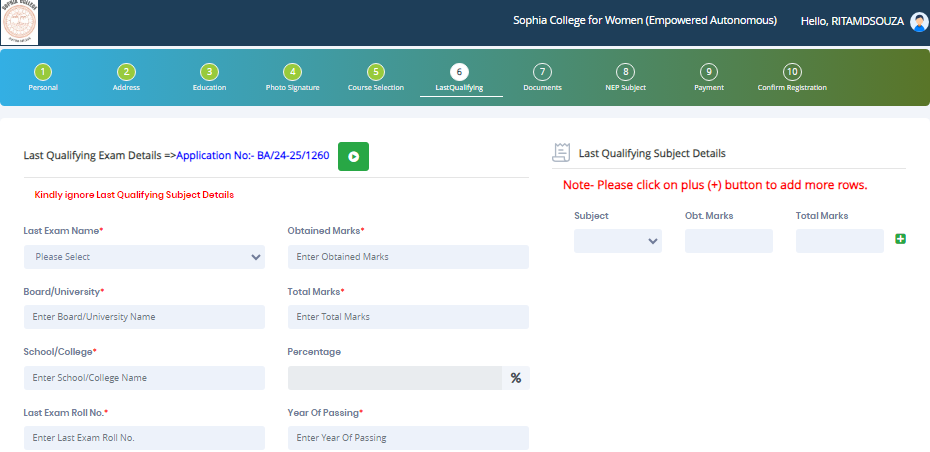 SOPHIA COLLEGE
Sophia College for Women (Empowered Autonomous)
Hello, RITAMDSOUZA
1 2 3 4 5 6 7 8 9 10
Personal Address Education Photo Signature Course Selection LastQualifying Documents NEP Subject Payment Confirm Registration
Last Qualifying Exam Details =>Application No:- BA/24-25/1260
Kindly ignore Last Qualifying Subject Details
Last Exam Name*
Please Select
Obtained Marks*
Enter Obtained Marks
Board/University*
Enter Board/University Name
Total Marks*
Enter Total Marks
School/College*
Enter School/College Name
Percentage
%
Last Exam Roll No.*
Enter Last Exam Roll No.
Year Of Passing*
Enter Year Of Passing
Last Qualifying Subject Details
Note- Please click on plus (+) button to add more rows.
Subject Obt. Marks Total Marks